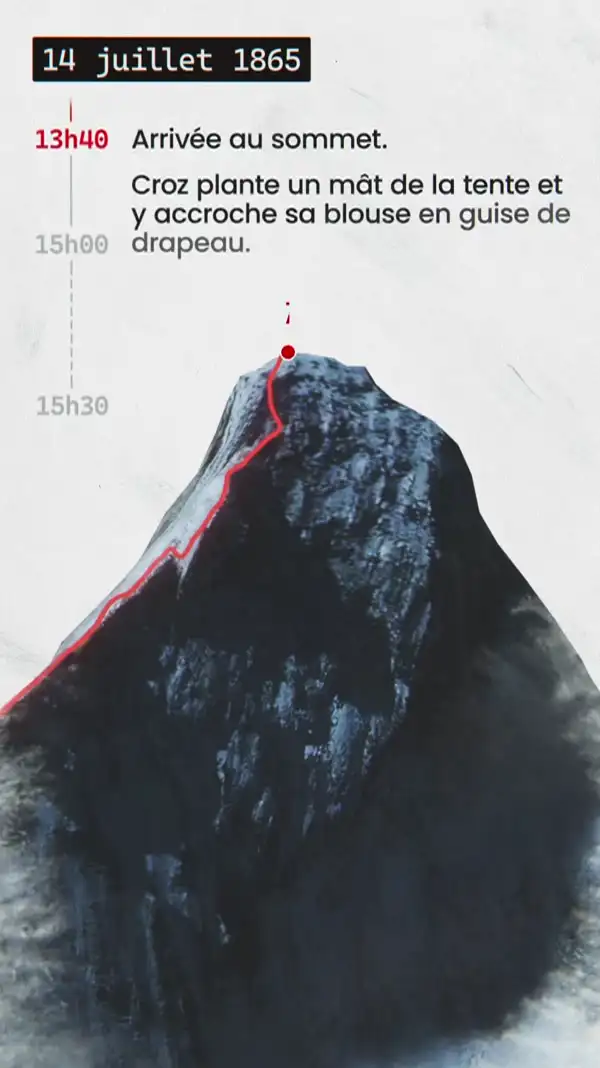 14 juillet 1865
13h40 Arrivée au sommet.
Croz plante un mât de la tente et
y accroche sa blouse en guise de
15h00 drapeau.
15h30